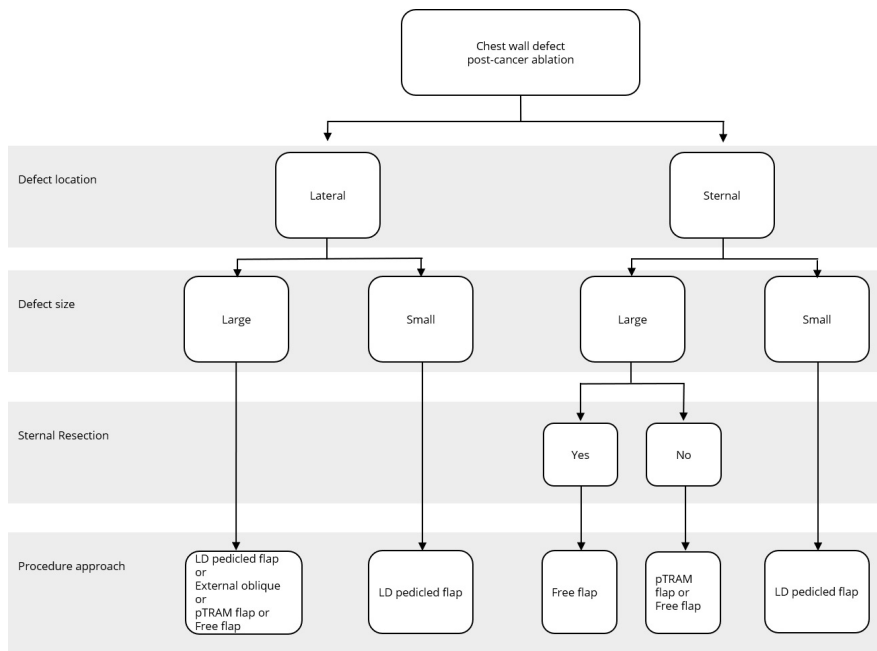 Chest wall defect
post-cancer ablation
Defect location
Lateral
Sternal
Defect size
Large
Small
Large
Small
Sternal Resection
Yes
No
Procedure approach
LD pedicled flap
or
External oblique
or
pTRAM flap or
Free flap
LD pedicled flap
Free flap
pTRAM
flap or
Free flap
LD pedicled flap